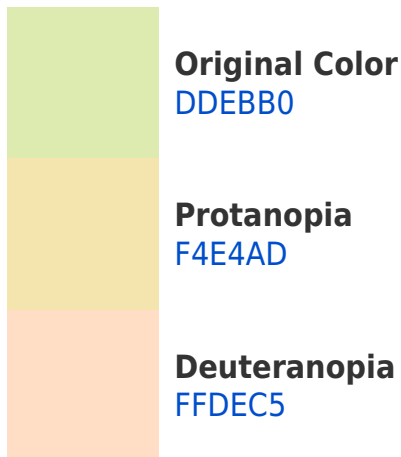 Original Color
DDEBB0
Protanopia
F4E4AD
Deuteranopia
FFDEC5